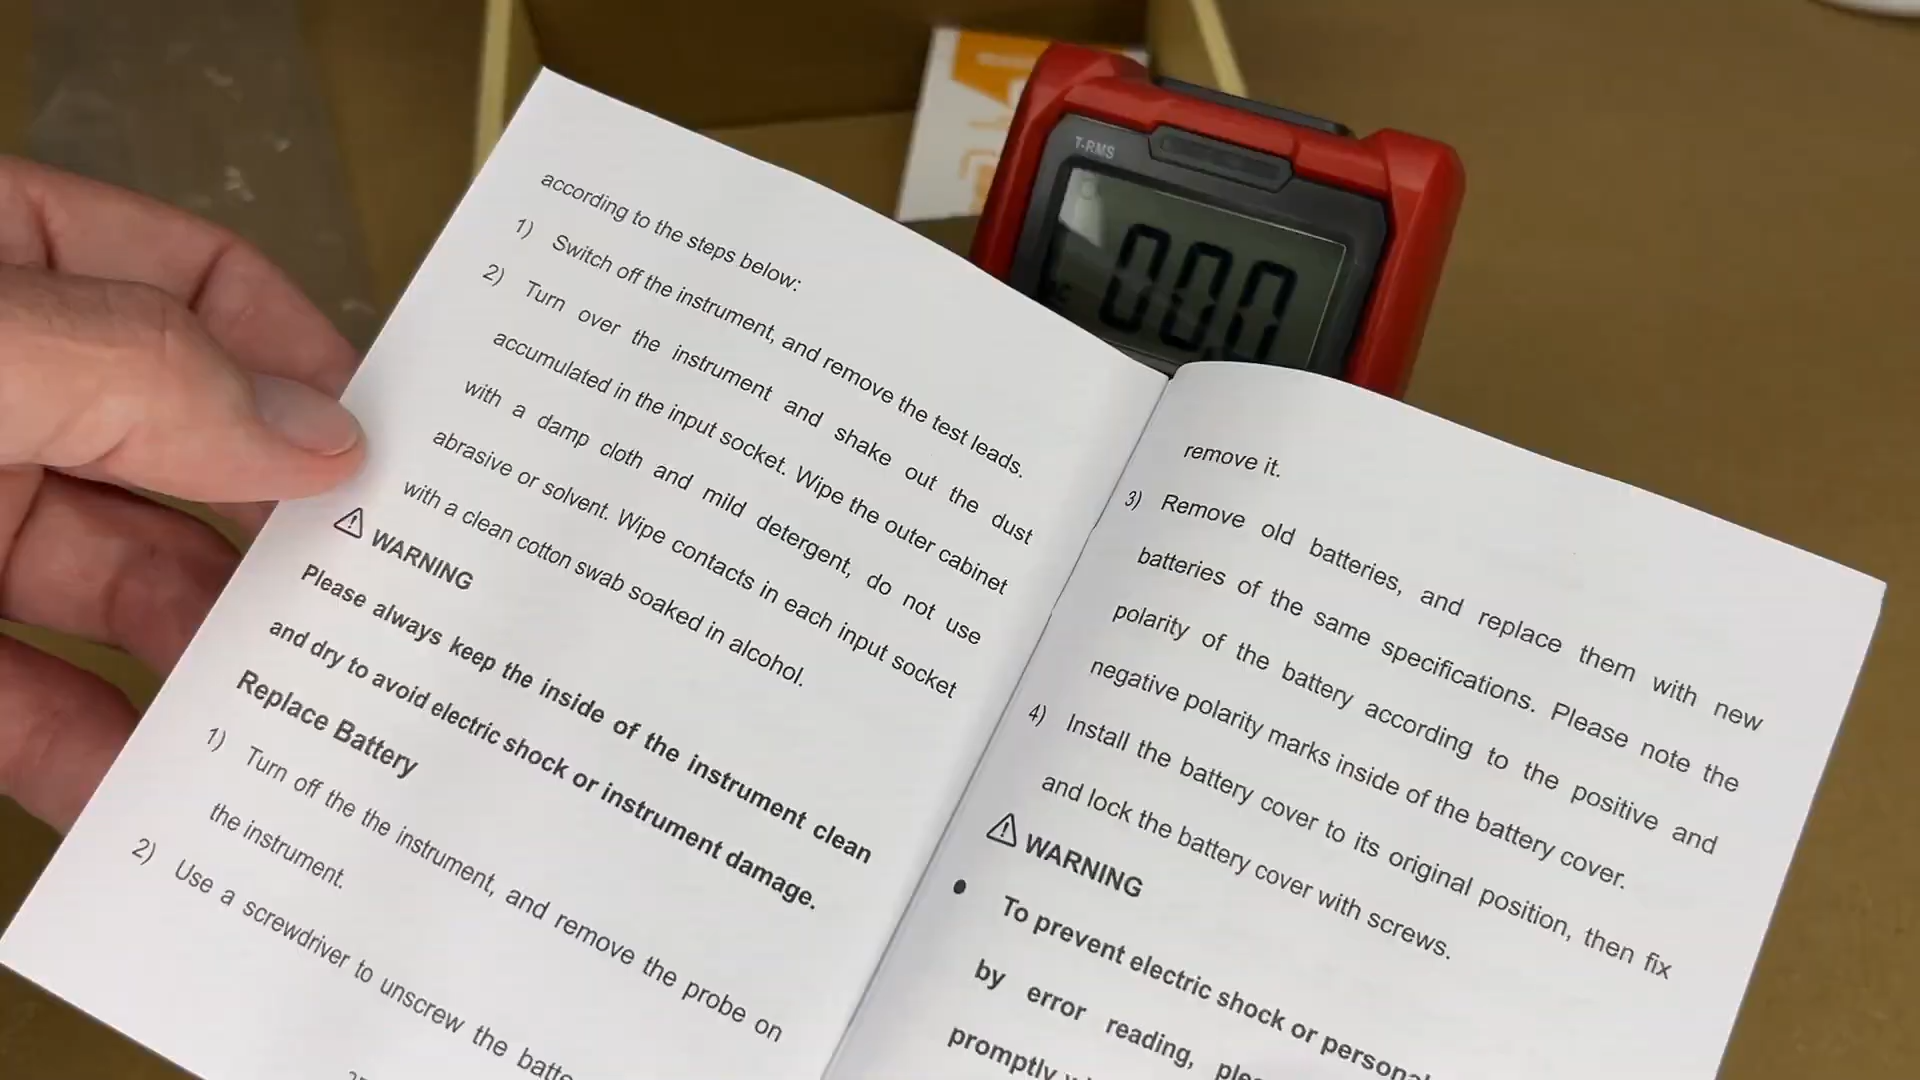 according to the steps below:
1) Switch off the instrument, and remove the test leads.
2) Turn over the instrument and shake out the dust
accumulated in the input socket. Wipe the outer cabinet
with a damp cloth and mild detergent, do not use
abrasive or solvent. Wipe contacts in each input socket
with a clean cotton swab soaked in alcohol.
WARNING
Please always keep the inside of the instrument clean
and dry to avoid electric shock or instrument damage.
Replace Battery
1) Turn off the the instrument, and remove the probe on
the instrument.
2) Use a screwdriver to unscrew the
remove it.
3) Remove old batteries, and replace them with new
batteries of the same specifications. Please note the
polarity of the battery according to the positive and
negative polarity marks inside of the battery cover.
4) Install the battery cover to its original position, then fix
and lock the battery cover with screws.
WARNING
• To prevent electric shock or personal
by error reading,
promptly
T-RMS
000